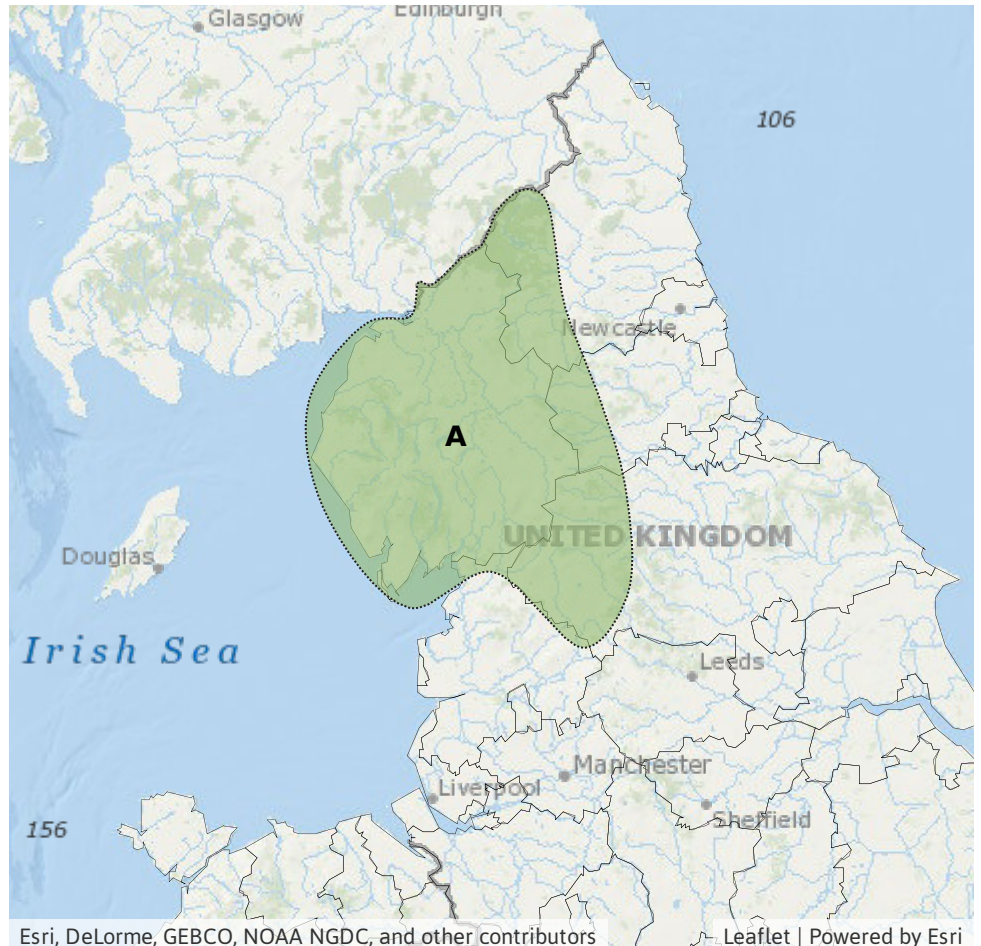 Edinburgh
Glasgow
106
Newcastle
A
UNITED KINGDOM
Douglas
Irish Sea
Leeds
Manchester
Liverpool
Sheffield
156
Esri, DeLorme, GEBCO, NOAA NGDC, and other contributors
Leaflet | Powered by Esri